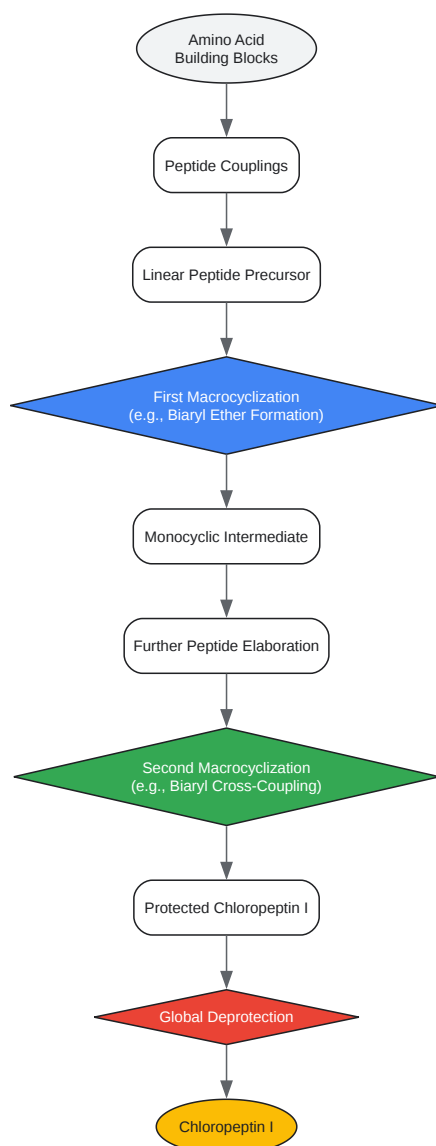 Amino Acid
Building Blocks
Peptide Couplings
Linear Peptide Precursor
First Macrocyclization
(e.g., Biaryl Ether Formation)
Monocyclic Intermediate
Further Peptide Elaboration
Second Macrocyclization
(e.g., Biaryl Cross-Coupling)
Protected Chloropeptin I
Global Deprotection
Chloropeptin I